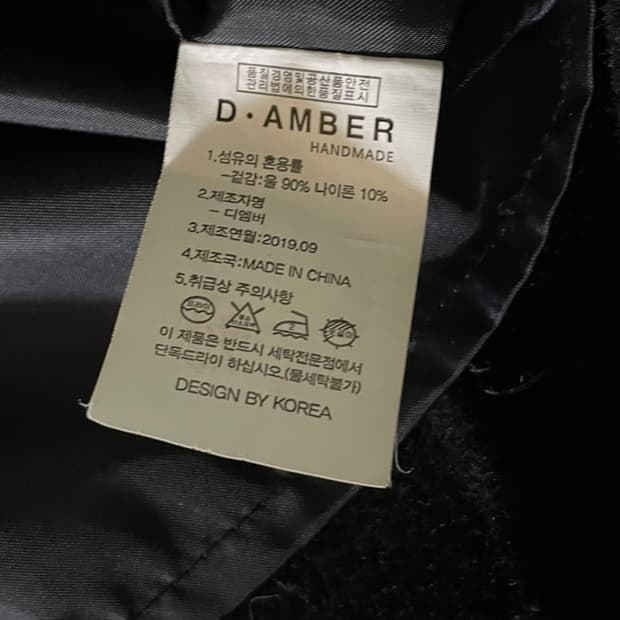 품질경영및공산품안전
관리법에의한품질표시
D·AMBER
HANDMADE
1.섬유의 혼용률
-겉감:울 90% 나이론 10%
2.제조자명
- 디엠버
3.제조연월:2019.09
4.제조국:MADE IN CHINA
5.취급상 주의사항
드라이
2
이 제품은 반드시 세탁전문점에서
단독드라이 하십시오.(물세탁불가)
DESIGN BY KOREA